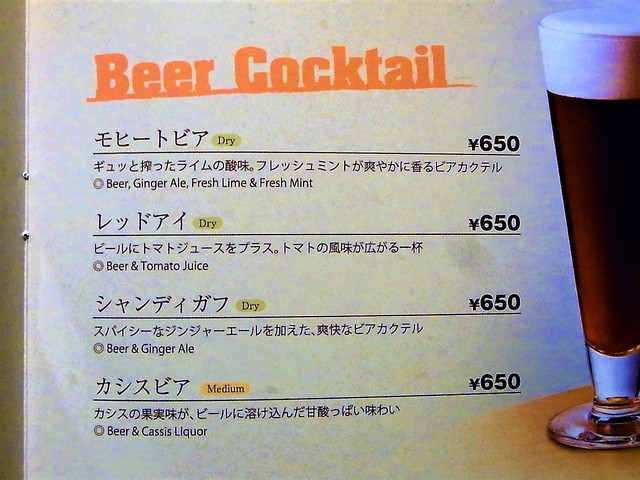 Beer Cocktail
モヒートビア Dry ¥650
ギュッと搾ったライムの酸味。フレッシュミントが爽やかに香るビアカクテル
◎ Beer, Ginger Ale, Fresh Lime & Fresh Mint
レッドアイ Dry ¥650
ビールにトマトジュースをプラス。トマトの風味が広がる一杯
◎ Beer & Tomato Juice
シャンディガフ Dry ¥650
スパイシーなジンジャーエールを加えた、爽快なビアカクテル
◎ Beer & Ginger Ale
カシスビア Medium ¥650
カシスの果実味が、ビールに溶け込んだ甘酸っぱい味わい
◎ Beer & Cassis Liquor